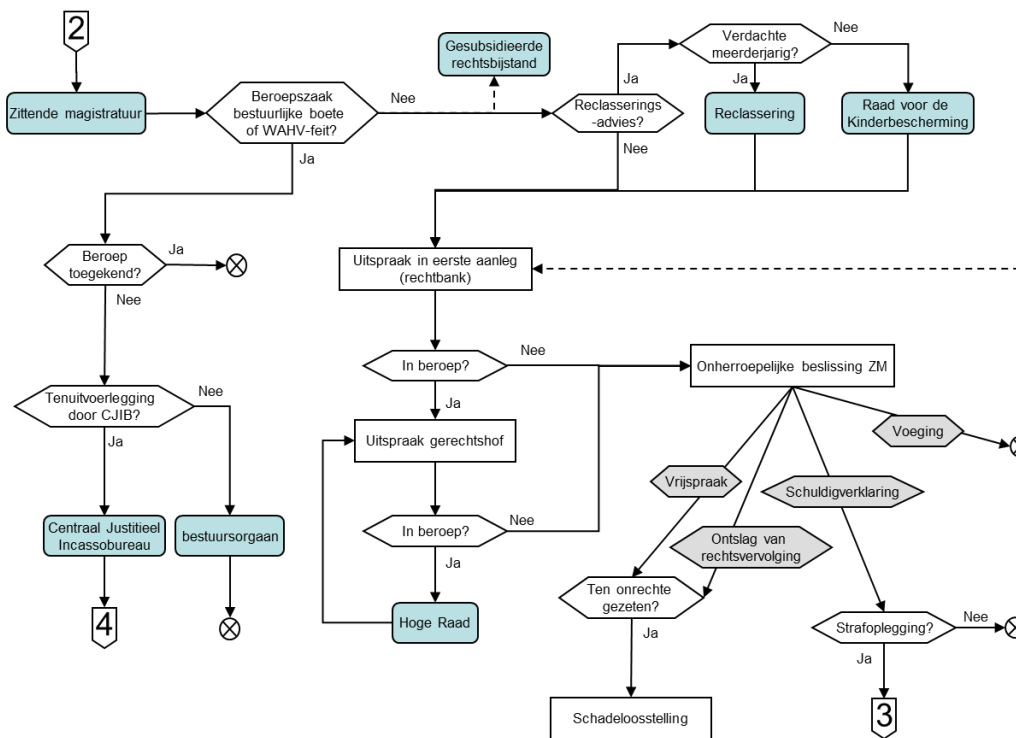 2
Zittende magistratuur
Beroepszaak
bestuurlijke boete
of WAHV-feit?
Nee
Ja
Gesubsidieerde
rechtsbijstand
Reclasserings
-advies?
Ja
Nee
Verdachte
meerderjarig?
Nee
Ja
Reclassering
Raad voor de
Kinderbescherming
Beroep
toegekend?
Ja
Nee
Uitspraak in eerste aanleg
(rechtbank)
In beroep?
Nee
Ja
Onherroepelijke beslissing ZM
Tenuitvoerlegging
door CJIB?
Nee
Ja
Uitspraak gerechtshof
Voeging
Vrijspraak
Schuldigverklaring
Centraal Justitieel
Incassobureau
bestuursorgaan
In beroep?
Nee
Ja
Ontslag van
rechtsvervolging
Ten onrechte
gezeten?
Ja
4
Hoge Raad
Strafoplegging?
Nee
Ja
Schadeloosstelling
3